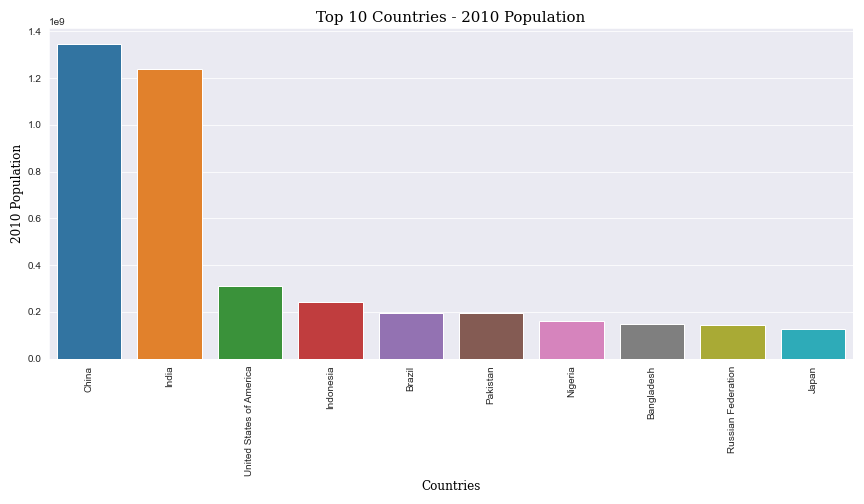 Top 10 Countries - 2010 Population
1e9
1.4
1.2
1.0
0.8
0.6
0.4
0.2
0.0
2010 Population
China
India
United States of America
Indonesia
Brazil
Pakistan
Nigeria
Bangladesh
Russian Federation
Japan
Countries